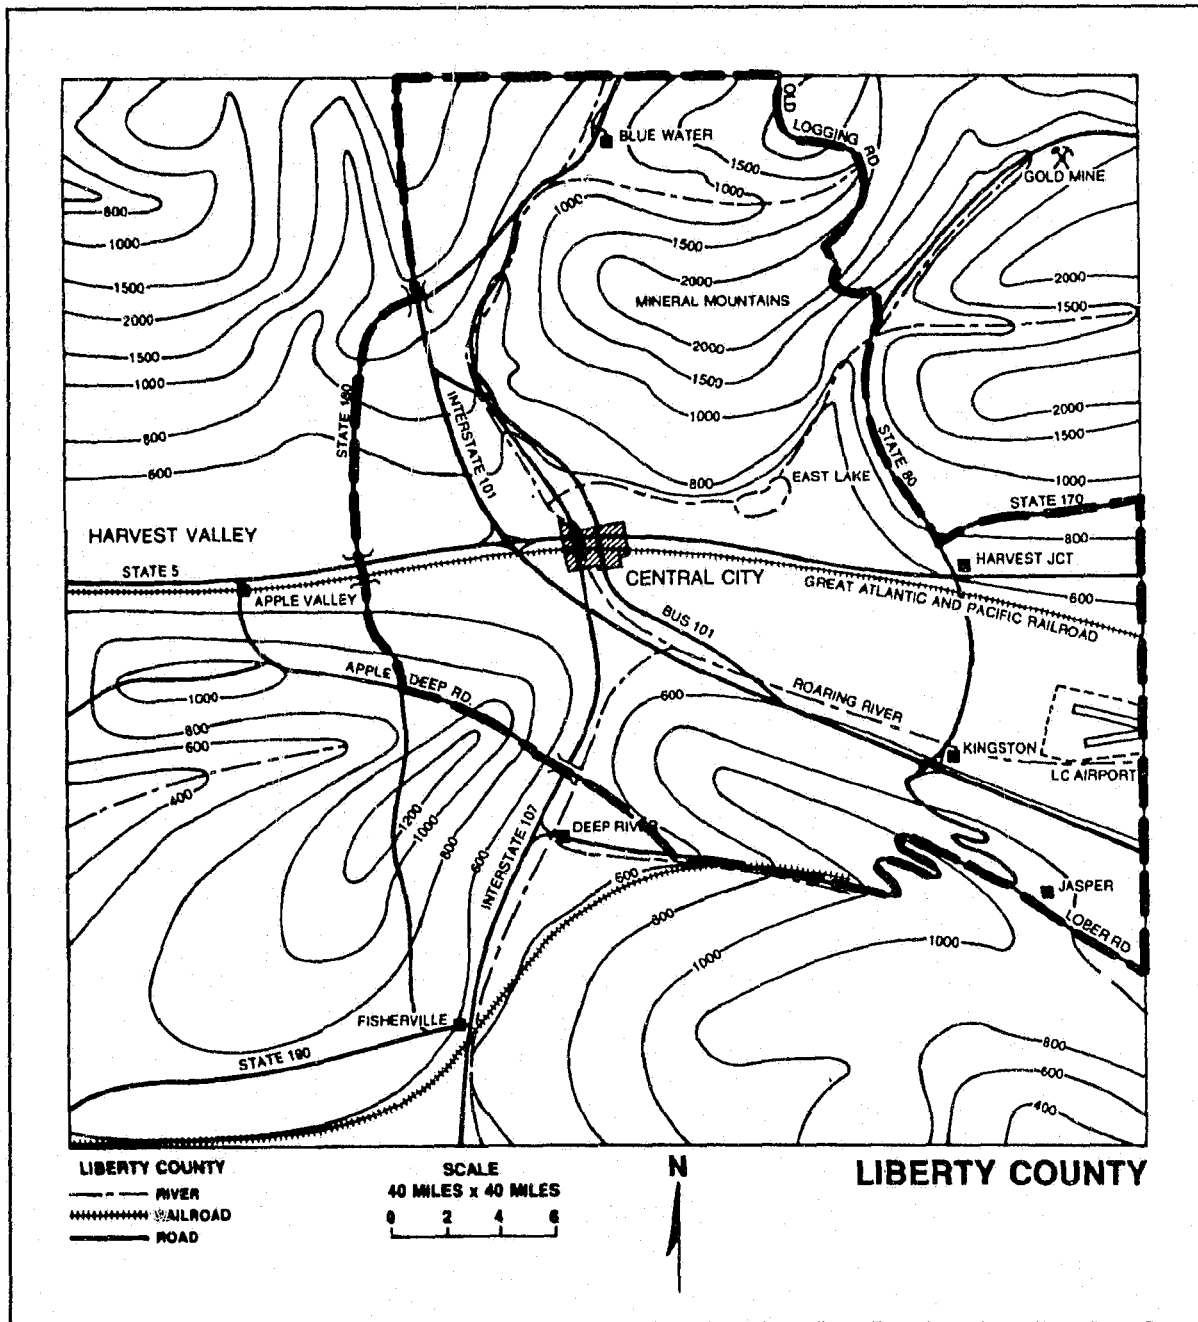 OLD
LOGGING RD.
BLUE WATER
1500
1000
GOLD MINE
800
1000
1000
1500
2000
MINERAL MOUNTAINS
2000
1500
1500
2000
2000
1500
1500
1000
1000
2000
1500
1000
800
600
STATE 180
INTERSTATE 101
STATE 80
800
EAST LAKE
STATE 170
800
HARVEST VALLEY
STATE 5
APPLE VALLEY
CENTRAL CITY
HARVEST JCT
GREAT ATLANTIC AND PACIFIC RAILROAD
600
BUS 101
APPLE DEEP RD.
1000
800
600
400
600
ROARING RIVER
KINGSTON
LC AIRPORT
1200
1000
800
600
INTERSTATE 107
DEEP RIVER
600
800
1000
1000
JASPER
LOBER RD
FISHERVILLE
STATE 190
800
600
400
LIBERTY COUNTY
RIVER
RAILROAD
ROAD
SCALE
40 MILES x 40 MILES
0 2 4 6
N
LIBERTY COUNTY